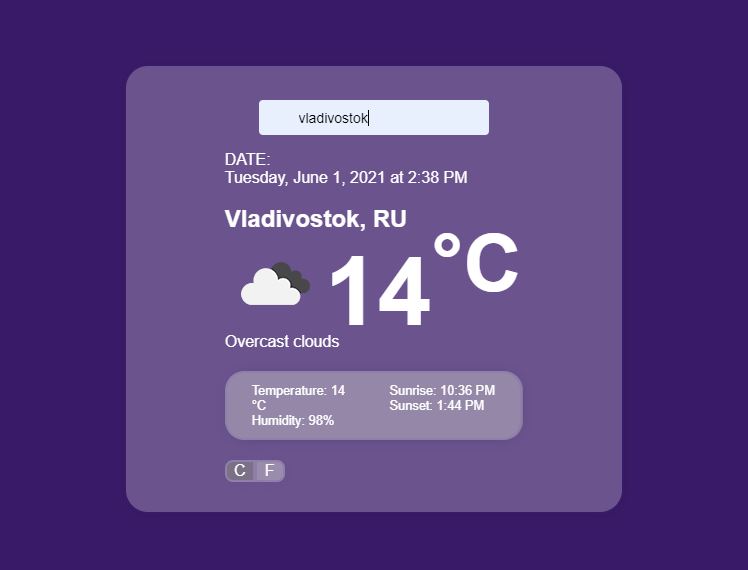 vladivostok
DATE:
Tuesday, June 1, 2021 at 2:38 PM
Vladivostok, RU
14°C
Overcast clouds
Temperature: 14
°C
Humidity: 98%
Sunrise: 10:36 PM
Sunset: 1:44 PM
C F